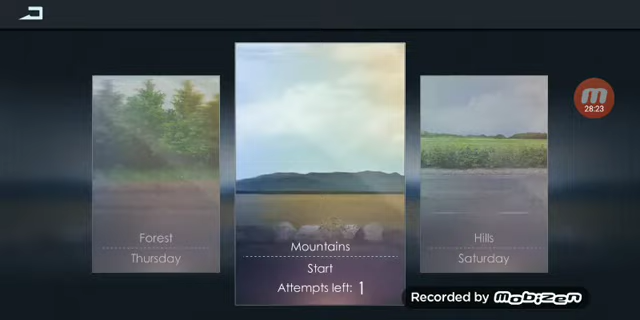 Forest
Thursday
Mountains
Start
Attempts left: 1
Hills
Saturday
28:23
Recorded by Mobizen